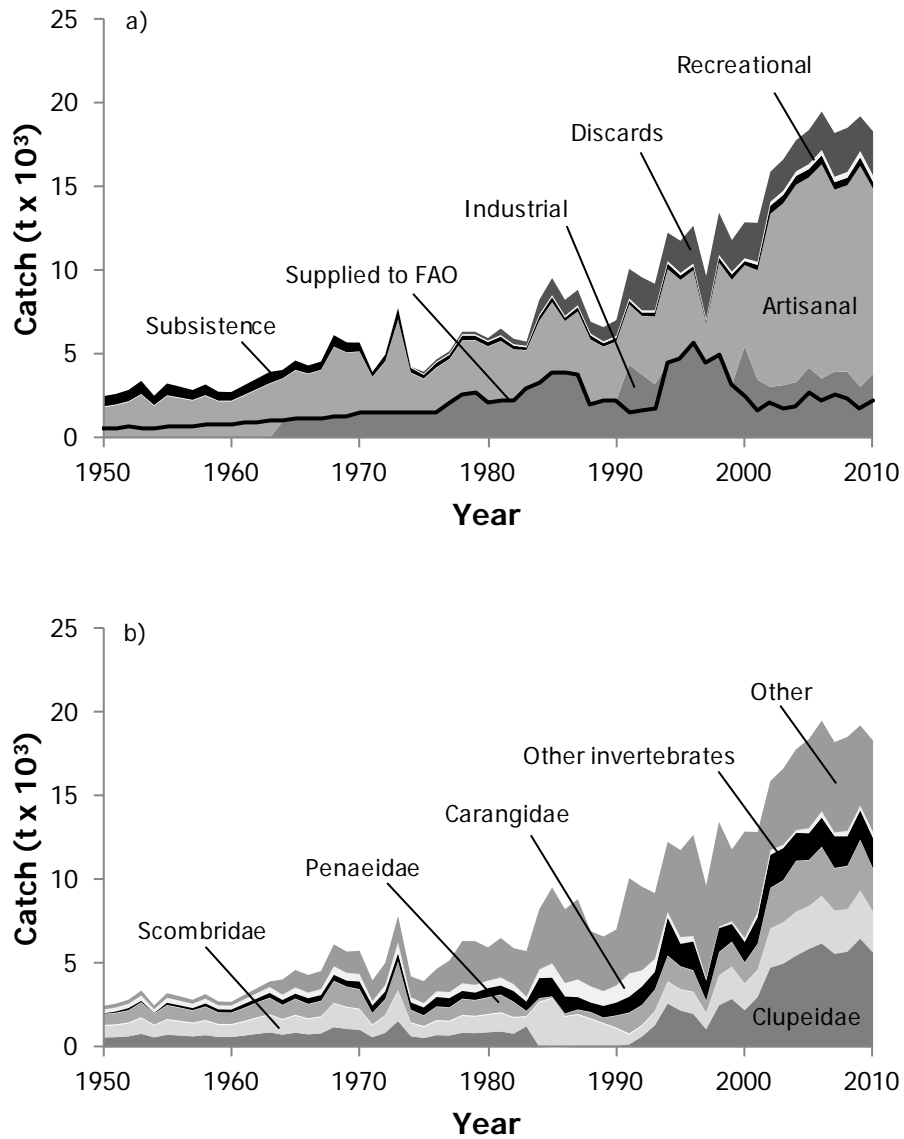 a)
25
20
15
10
5
0
Catch (t x 10³)
Recreational
Discards
Industrial
Supplied to FAO
Subsistence
Artisanal
1950 1960 1970 1980 1990 2000 2010
Year
b)
25
20
15
10
5
0
Catch (t x 10³)
Other
Other invertebrates
Carangidae
Penaeidae
Scombridae
Clupeidae
1950 1960 1970 1980 1990 2000 2010
Year